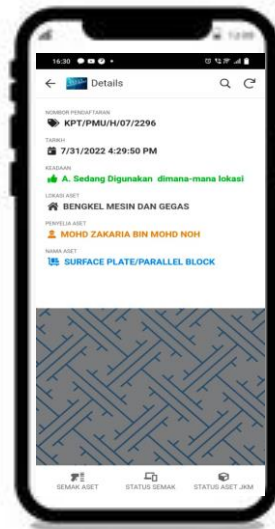 16:30
Details
NOMBOR PENDAFTARAN
KPT/PMU/H/07/2296
TARIKH
7/31/2022 4:29:50 PM
KEADAAN
A. Sedang Digunakan dimana-mana lokasi
LOKASI ASET
BENGKEL MESIN DAN GEGAS
PENYELIA ASET
MOHD ZAKARIA BIN MOHD NOH
NAMA ASET
SURFACE PLATE/PARALLEL BLOCK
SEMAK ASET
STATUS SEMAK
STATUS ASET JKM